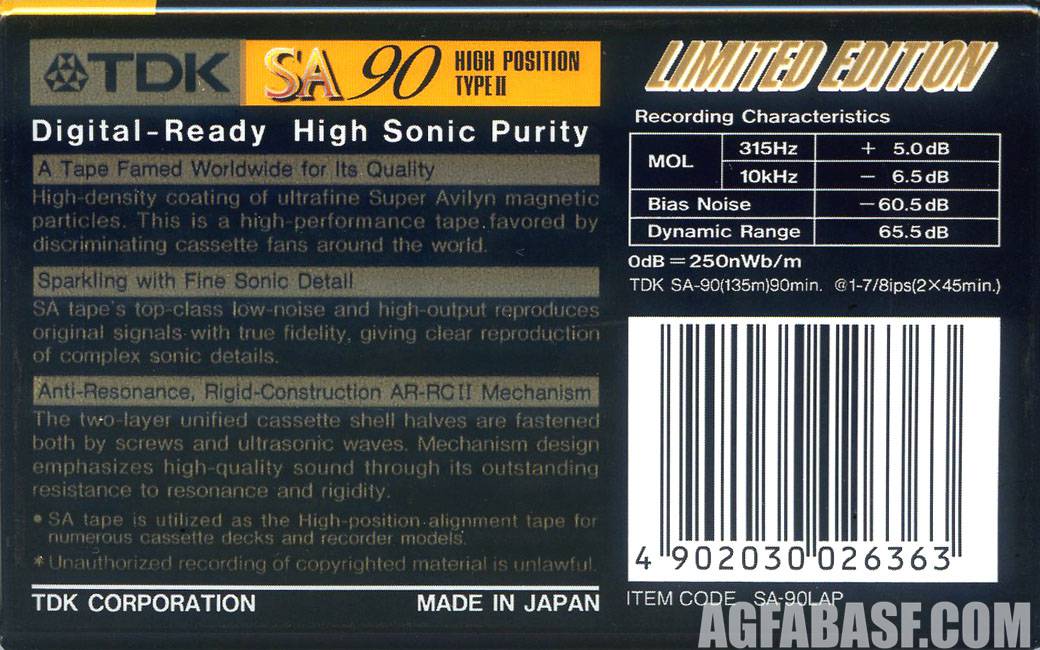 TDK SA 90 HIGH POSITION TYPE II
Digital-Ready High Sonic Purity
A Tape Famed Worldwide for Its Quality
High-density coating of ultrafine Super Avilyn magnetic
particles. This is a high-performance tape favored by
discriminating cassette fans around the world.
Sparkling with Fine Sonic Detail
SA tape's top-class low-noise and high-output reproduces
original signals with true fidelity, giving clear reproduction
of complex sonic details.
Anti-Resonance, Rigid-Construction AR-RC II Mechanism
The two-layer unified cassette shell halves are fastened
both by screws and ultrasonic waves. Mechanism design
emphasizes high-quality sound through its outstanding
resistance to resonance and rigidity.
• SA tape is utilized as the High-position alignment tape for
numerous cassette decks and recorder models.
* Unauthorized recording of copyrighted material is unlawful.
TDK CORPORATION MADE IN JAPAN
LIMITED EDITION
Recording Characteristics
MOL 315Hz + 5.0dB
10kHz − 6.5dB
Bias Noise −60.5dB
Dynamic Range 65.5dB
0dB = 250nWb/m
TDK SA-90(135m)90min. @1-7/8ips(2×45min.)
4 902030 026363
ITEM CODE SA-90LAP
AGFABASF.COM